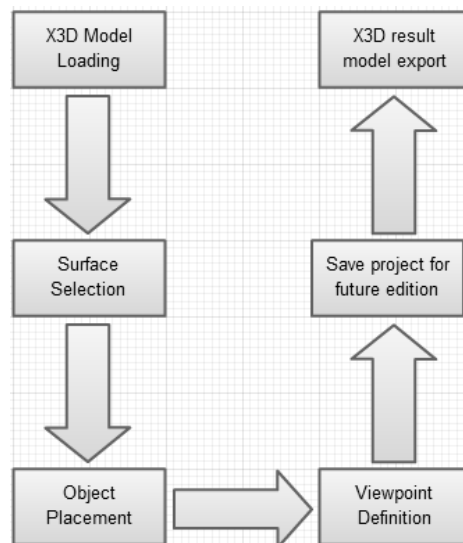 X3D Model
Loading
X3D result
model export
Surface
Selection
Save project for
future edition
Object
Placement
Viewpoint
Definition